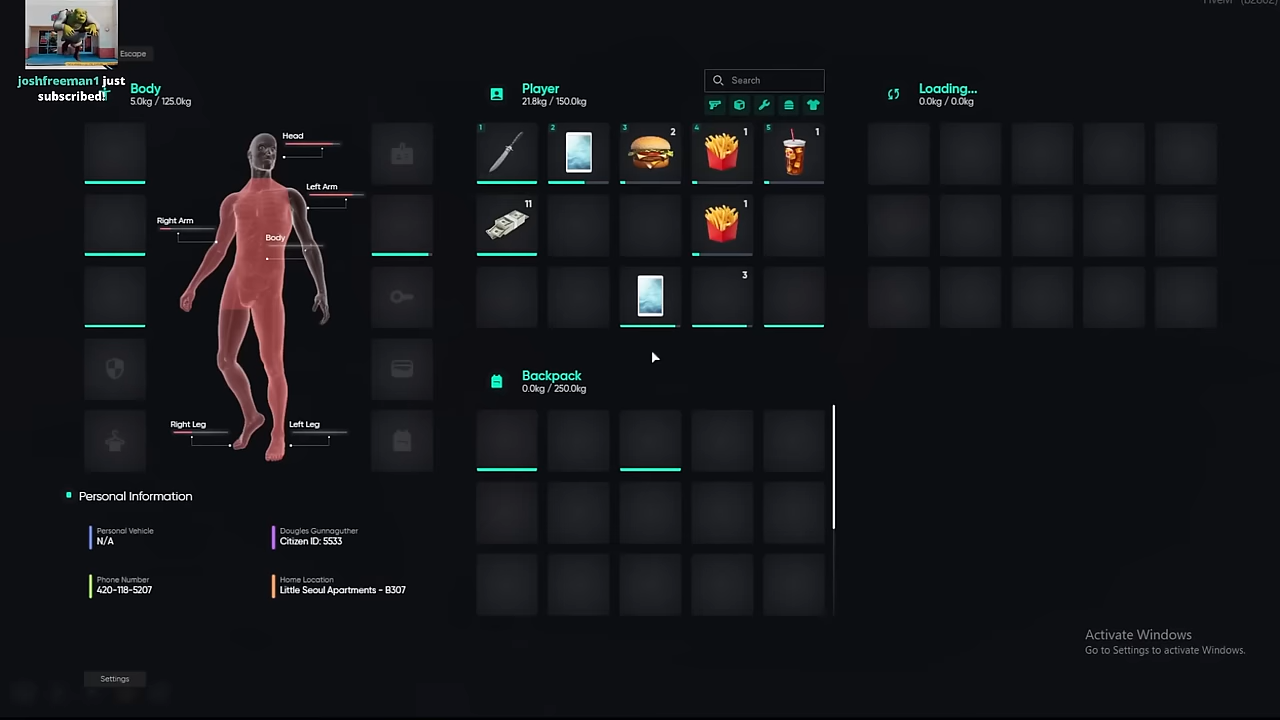 FiveM (B2802)
Escape
joshfreeman1 just
subscribed!
Body
5.0kg / 125.0kg
Head
Left Arm
Right Arm
Body
Right Leg
Left Leg
Personal Information
Personal Vehicle
N/A
Dougles Gunnaguther
Citizen ID: 5533
Phone Number
420-118-5207
Home Location
Little Seoul Apartments - B307
Settings
Player
21.8kg / 150.0kg
Search
1
2
3
2
4
1
5
1
11
1
3
Backpack
0.0kg / 250.0kg
Loading...
0.0kg / 0.0kg
Activate Windows
Go to Settings to activate Windows.